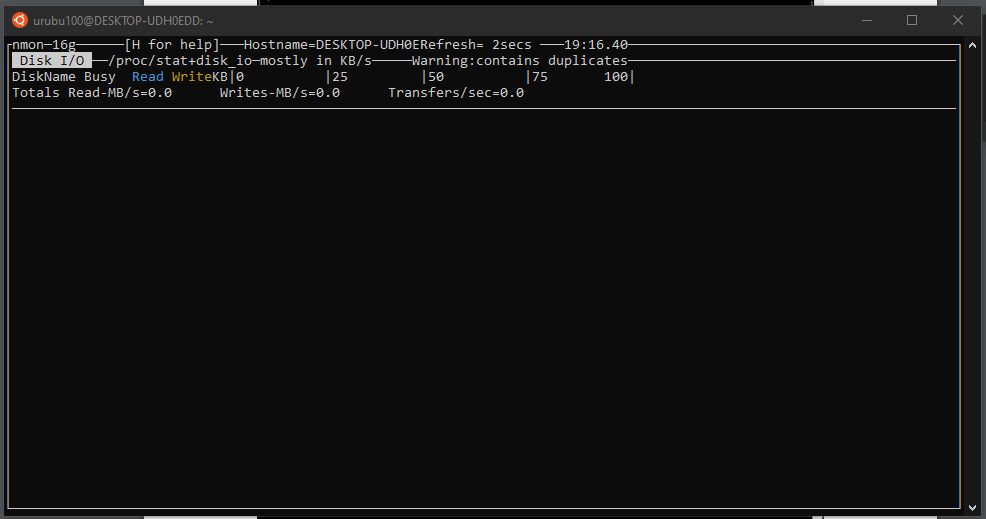 urubu100@DESKTOP-UDH0EDD: ~
nmon─16g──────[H for help]───Hostname=DESKTOP-UDH0ERefresh= 2secs ───19:16.40
Disk I/O ──/proc/stat+disk_io─mostly in KB/s─────Warning:contains duplicates
DiskName Busy  Read WriteKB|0          |25         |50          |75       100|
Totals Read-MB/s=0.0      Writes-MB/s=0.0      Transfers/sec=0.0